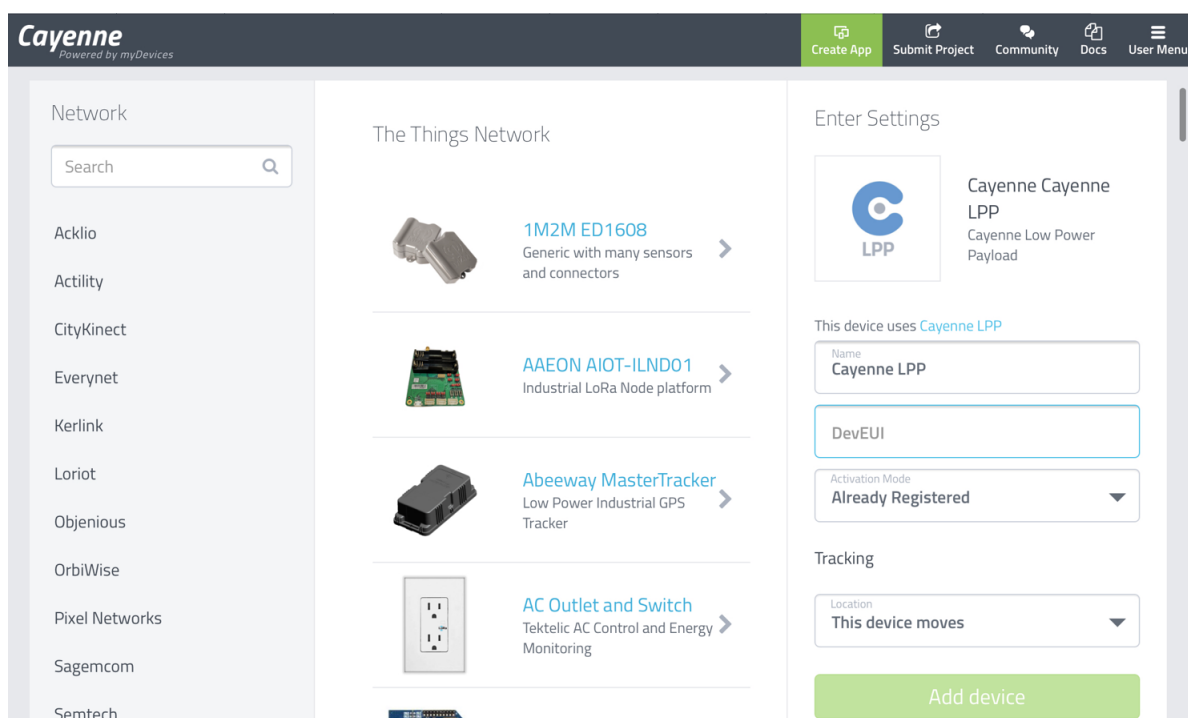 Cayenne
Powered by myDevices
Create App
Submit Project
Community
Docs
User Menu
Network
Search
Acklio
Actility
CityKinect
Everynet
Kerlink
Loriot
Objenious
OrbiWise
Pixel Networks
Sagemcom
Semtech
The Things Network
1M2M ED1608
Generic with many sensors
and connectors
AAEON AIOT-ILND01
Industrial LoRa Node platform
Abeeway MasterTracker
Low Power Industrial GPS
Tracker
AC Outlet and Switch
Tektelic AC Control and Energy
Monitoring
Enter Settings
LPP
Cayenne Cayenne
LPP
Cayenne Low Power
Payload
This device uses Cayenne LPP
Name
Cayenne LPP
DevEUI
Activation Mode
Already Registered
Tracking
Location
This device moves
Add device